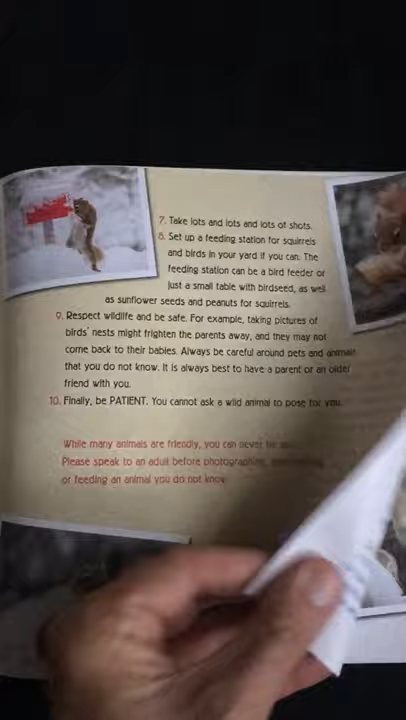 7. Take lots and lots and lots of shots.
8. Set up a feeding station for squirrels
and birds in your yard if you can. The
feeding station can be a bird feeder or
just a small table with birdseed, as well
as sunflower seeds and peanuts for squirrels.
9. Respect wildlife and be safe. For example, taking pictures of
birds' nests might frighten the parents away, and they may not
come back to their babies. Always be careful around pets and animals
that you do not know. It is always best to have a parent or an older
friend with you.
10. Finally, be PATIENT. You cannot ask a wild animal to pose for you.
While many animals are friendly, you can never be
Please speak to an adult before photographing,
or feeding an animal you do not know.